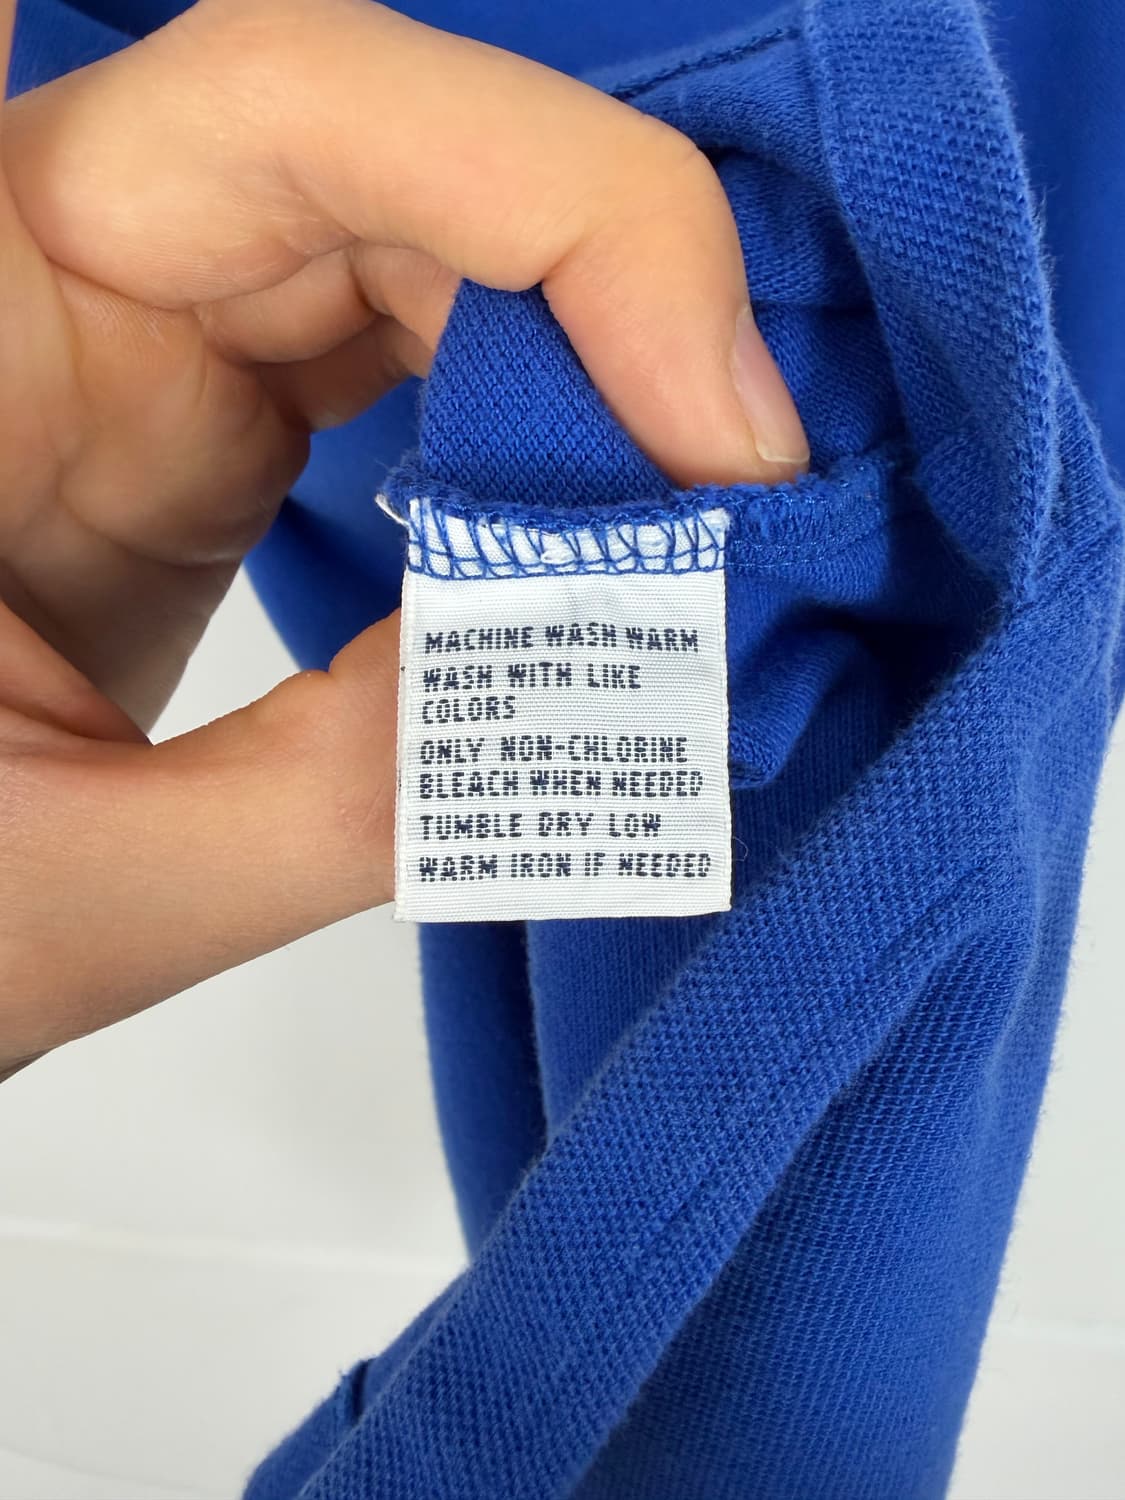 MACHINE WASH WARM
WASH WITH LIKE
COLORS
ONLY NON-CHLORINE
BLEACH WHEN NEEDED
TUMBLE DRY LOW
WARM IRON IF NEEDED